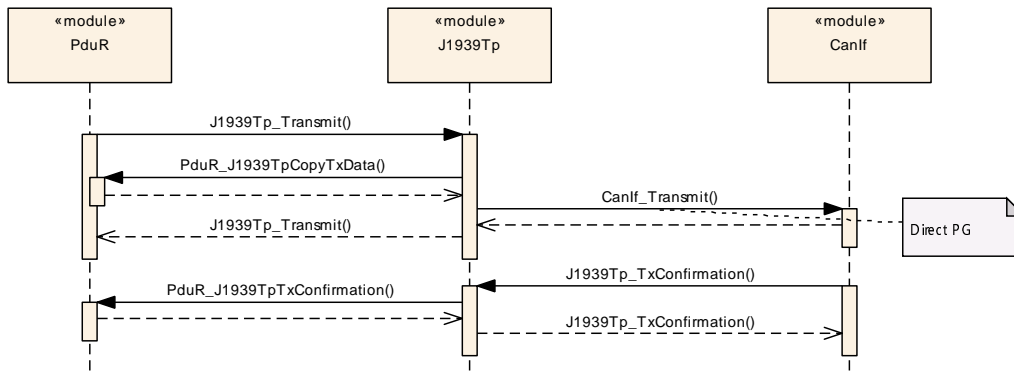 «module»
PduR
«module»
J1939Tp
«module»
CanIf
J1939Tp_Transmit()
PduR_J1939TpCopyTxData()
CanIf_Transmit()
J1939Tp_Transmit()
Direct PG
J1939Tp_TxConfirmation()
PduR_J1939TpTxConfirmation()
J1939Tp_TxConfirmation()